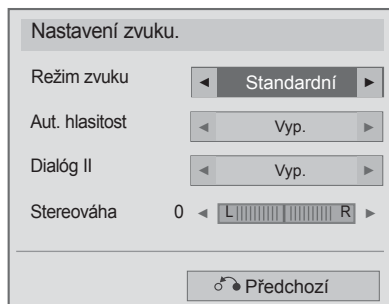 Nastavení zvuku.
Režim zvuku ◄ Standardní ►
Aut. hlasitost ◄ Vyp. ►
Dialóg II ◄ Vyp. ►
Stereováha 0 ◄ L R ►
Předchozí